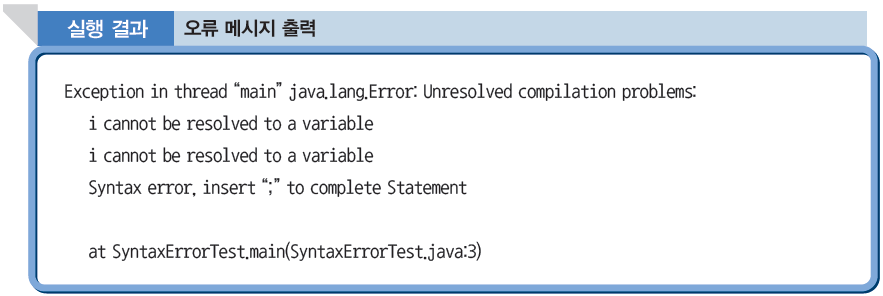 실행 결과
오류 메시지 출력
Exception in thread “main” java.lang.Error: Unresolved compilation problems:
i cannot be resolved to a variable
i cannot be resolved to a variable
Syntax error, insert “;” to complete Statement
at SyntaxErrorTest.main(SyntaxErrorTest.java:3)